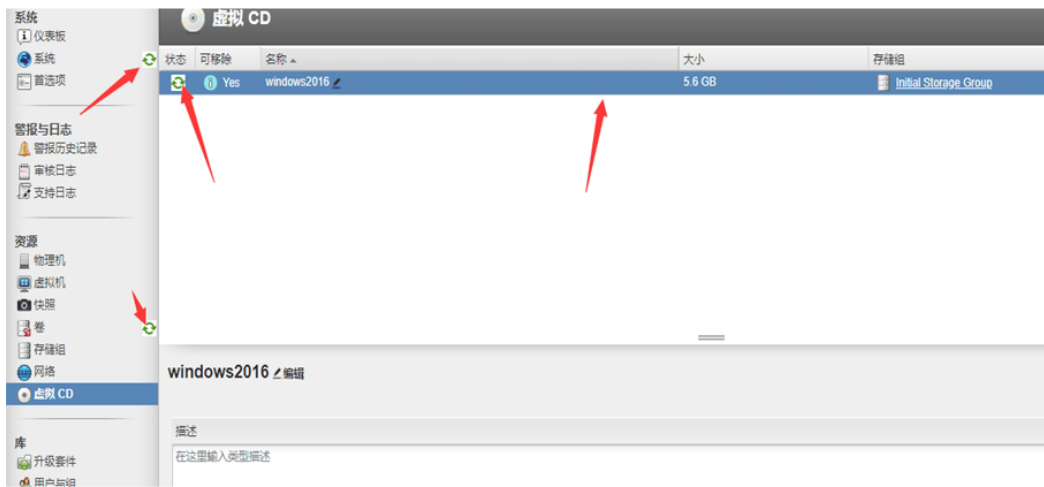 系统
仪表板
系统
首选项
警报与日志
警报历史记录
审核日志
支持日志
资源
物理机
虚拟机
快照
卷
存储组
网络
虚拟 CD
库
升级套件
用户与组
虚拟 CD
状态 可移除 名称 大小 存储组
Yes windows2016 5.6 GB Initial Storage Group
windows2016 编辑
描述
在这里输入类型描述